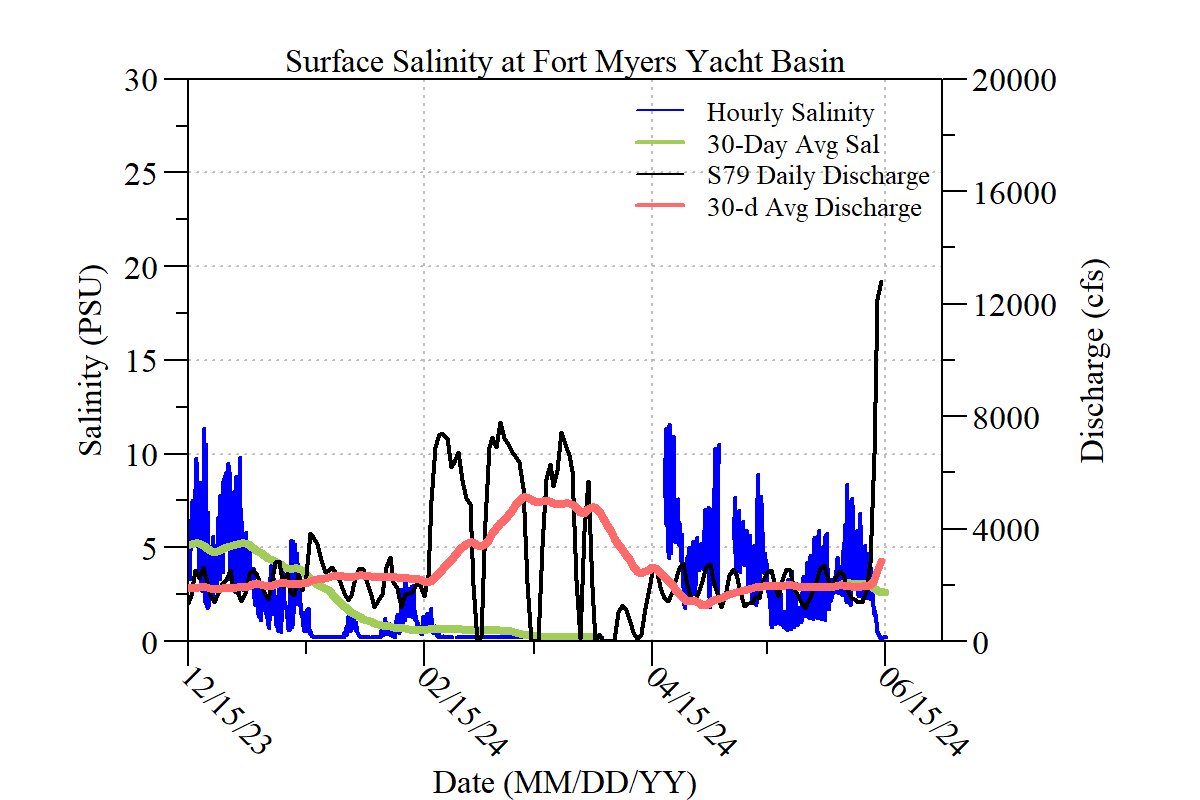 Surface Salinity at Fort Myers Yacht Basin
30
25
20
15
10
5
0
Salinity (PSU)
Hourly Salinity
30-Day Avg Sal
S79 Daily Discharge
30-d Avg Discharge
20000
16000
12000
8000
4000
0
Discharge (cfs)
12/15/23
02/15/24
04/15/24
06/15/24
Date (MM/DD/YY)